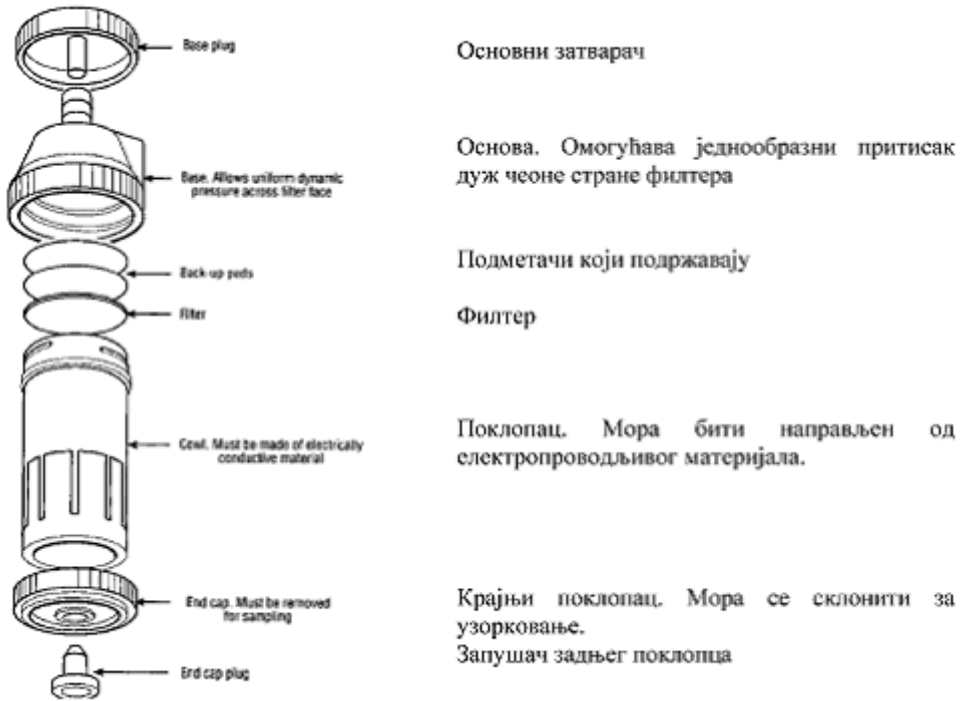 Base plug
Основни затварач
Base. Allows uniform dynamic
pressure across filter face
Основа. Омогућава једнообразни притисак
дуж чеоне стране филтера
Back-up pads
Подметачи који подржавају
Filter
Филтер
Cowl. Must be made of electrically
conductive material
Поклопац. Мора бити направљен од
електропроводљивог материјала.
End cap. Must be removed
for sampling
Крајњи поклопац. Мора се склонити за
узорковање.
End cap plug
Запушач задњег поклопца